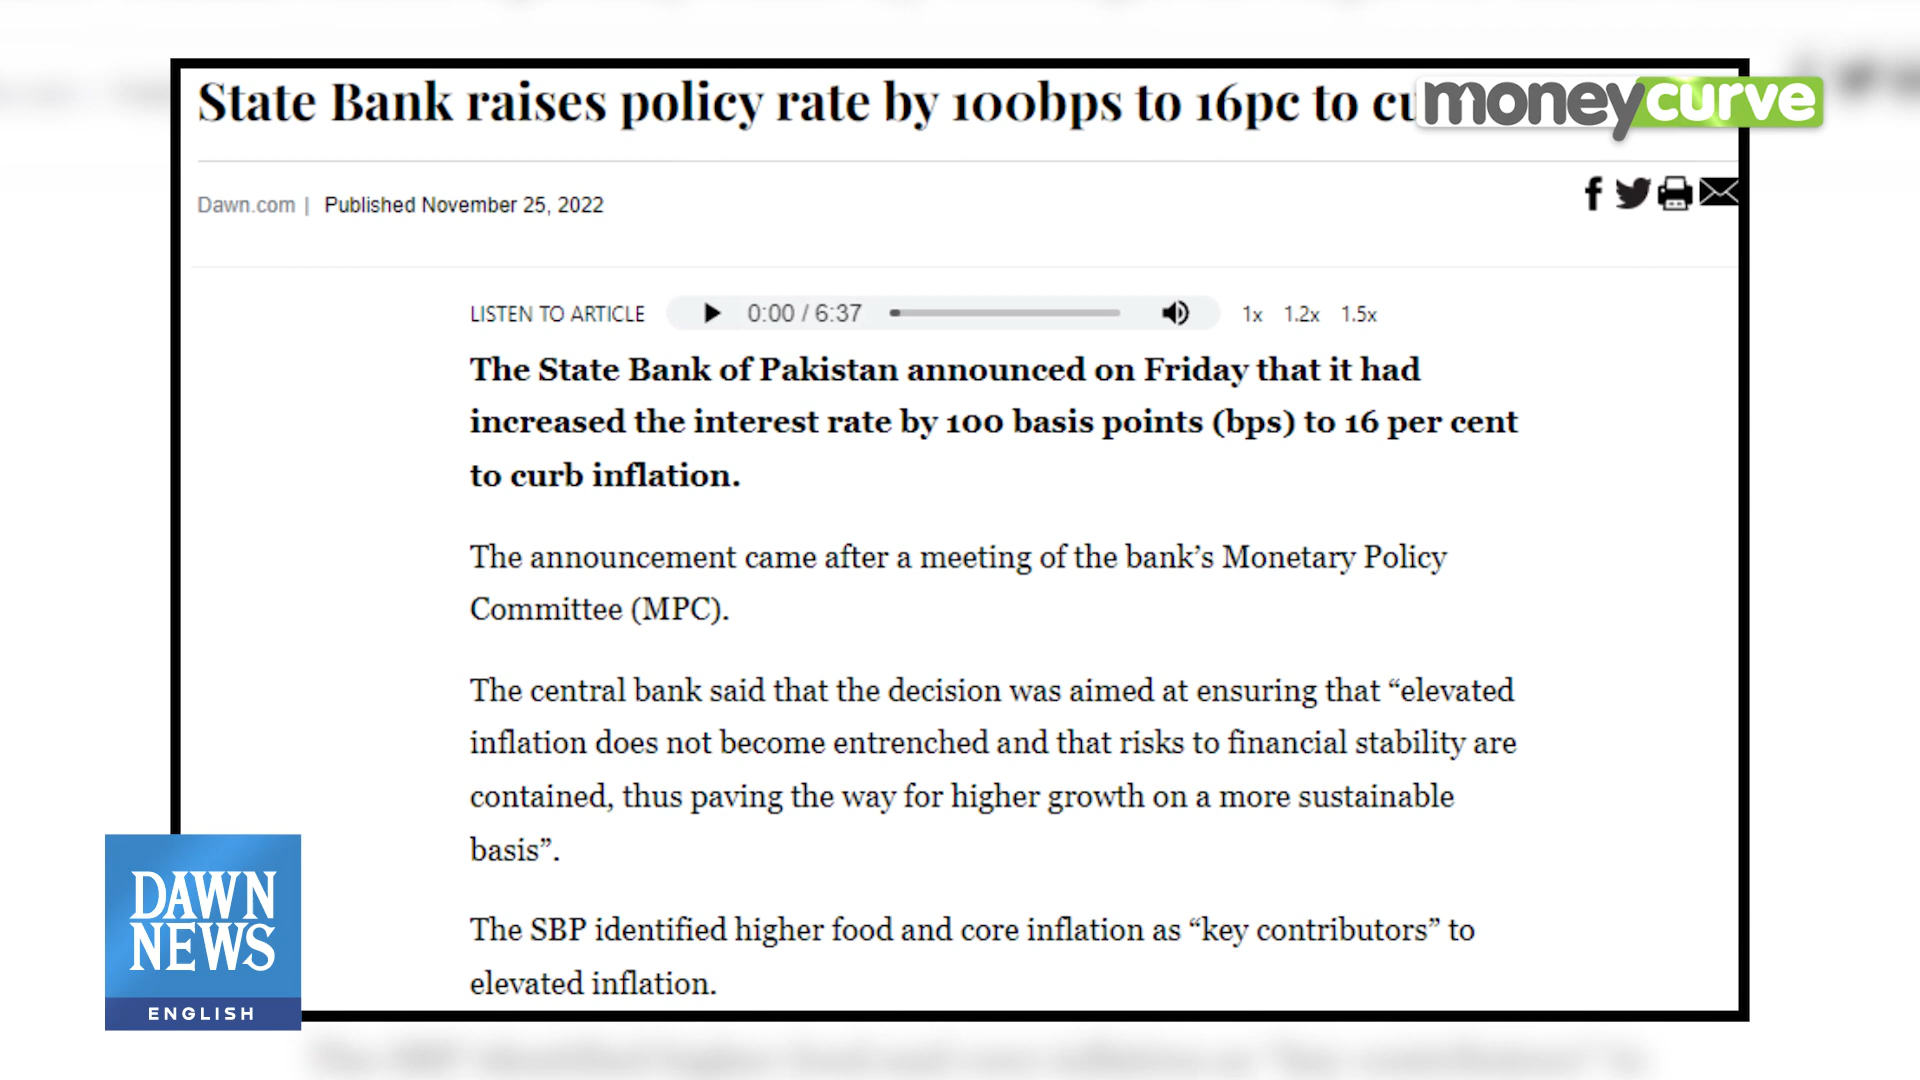 State Bank raises policy rate by 100bps to 16pc to
moneycurve
Dawn.com | Published November 25, 2022
LISTEN TO ARTICLE 0:00 / 6:37 1x 1.2x 1.5x
The State Bank of Pakistan announced on Friday that it had
increased the interest rate by 100 basis points (bps) to 16 per cent
to curb inflation.
The announcement came after a meeting of the bank’s Monetary Policy
Committee (MPC).
The central bank said that the decision was aimed at ensuring that “elevated
inflation does not become entrenched and that risks to financial stability are
contained, thus paving the way for higher growth on a more sustainable
basis”.
The SBP identified higher food and core inflation as “key contributors” to
elevated inflation.
DAWN
NEWS
ENGLISH